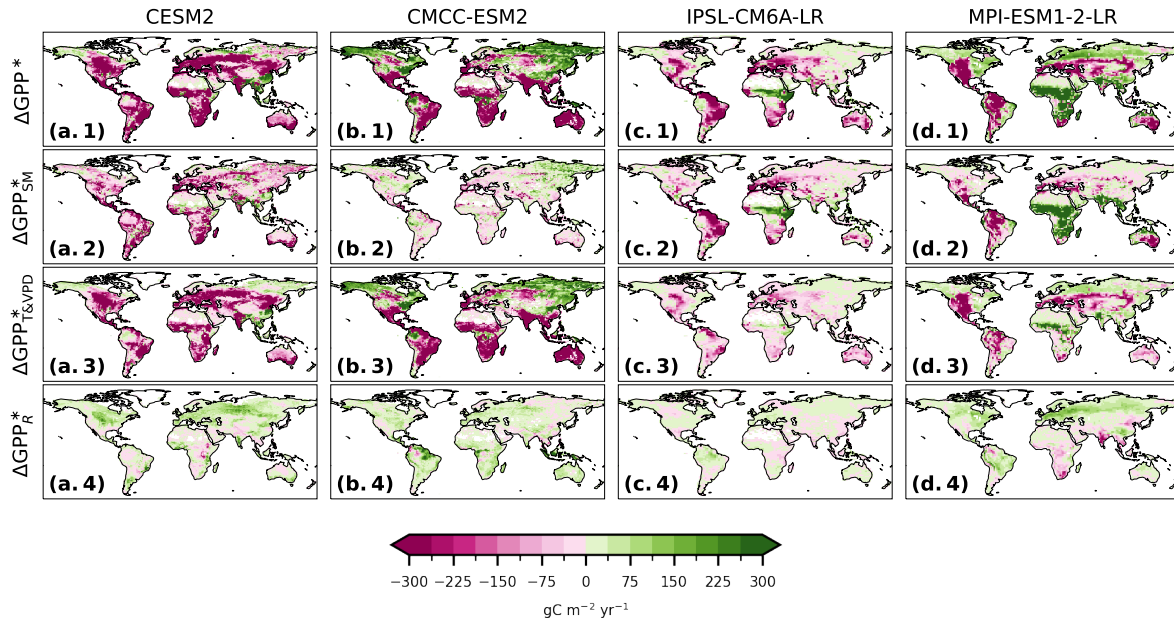 CESM2 CMCC-ESM2 IPSL-CM6A-LR MPI-ESM1-2-LR
ΔGPP*
(a. 1) (b. 1) (c. 1) (d. 1)
ΔGPP*SM
(a. 2) (b. 2) (c. 2) (d. 2)
ΔGPP*T&VPD
(a. 3) (b. 3) (c. 3) (d. 3)
ΔGPP*R
(a. 4) (b. 4) (c. 4) (d. 4)
−300 −225 −150 −75 0 75 150 225 300
gC m⁻² yr⁻¹